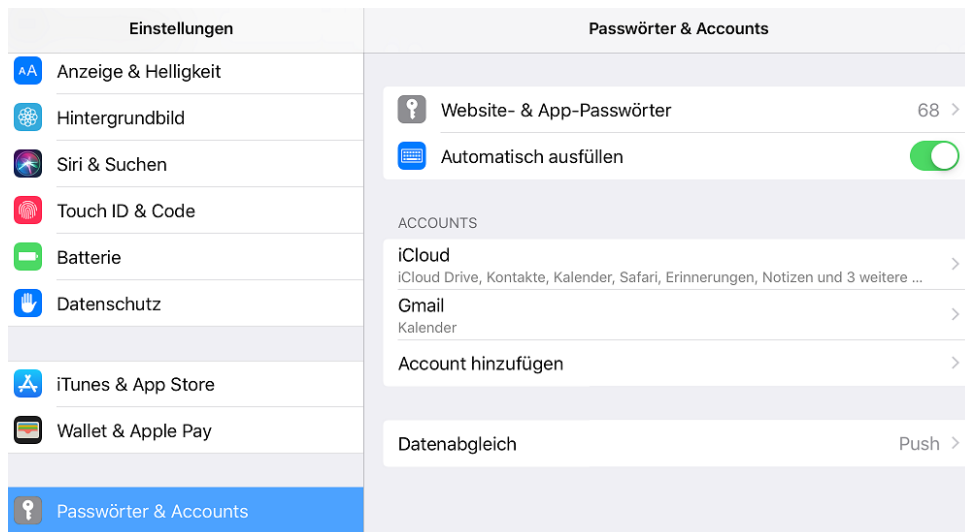 Einstellungen
AA Anzeige & Helligkeit
Hintergrundbild
Siri & Suchen
Touch ID & Code
Batterie
Datenschutz
iTunes & App Store
Wallet & Apple Pay
Passwörter & Accounts
Passwörter & Accounts
Website- & App-Passwörter 68
Automatisch ausfüllen
ACCOUNTS
iCloud
iCloud Drive, Kontakte, Kalender, Safari, Erinnerungen, Notizen und 3 weitere ...
Gmail
Kalender
Account hinzufügen
Datenabgleich Push